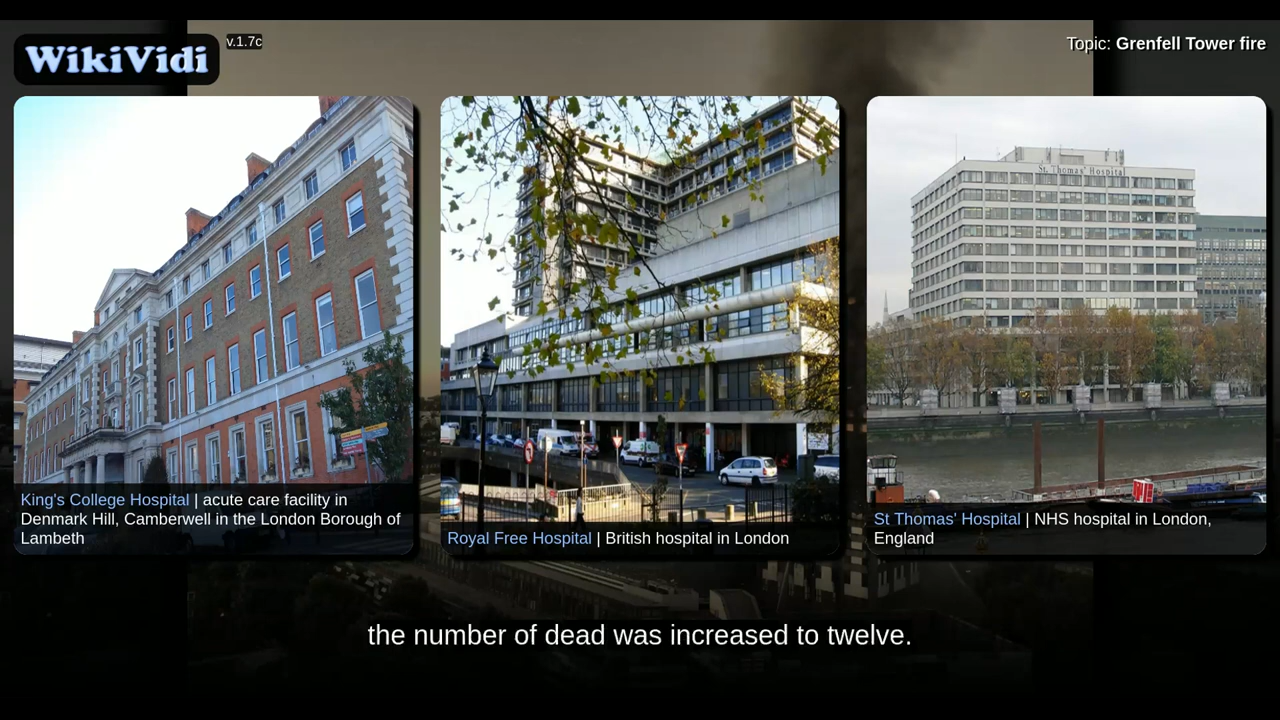 WikiVidi
v.1.7c
Topic: Grenfell Tower fire
St. Thomas' Hospital
King's College Hospital | acute care facility in
Denmark Hill, Camberwell in the London Borough of
Lambeth
Royal Free Hospital | British hospital in London
St Thomas' Hospital | NHS hospital in London,
England
the number of dead was increased to twelve.